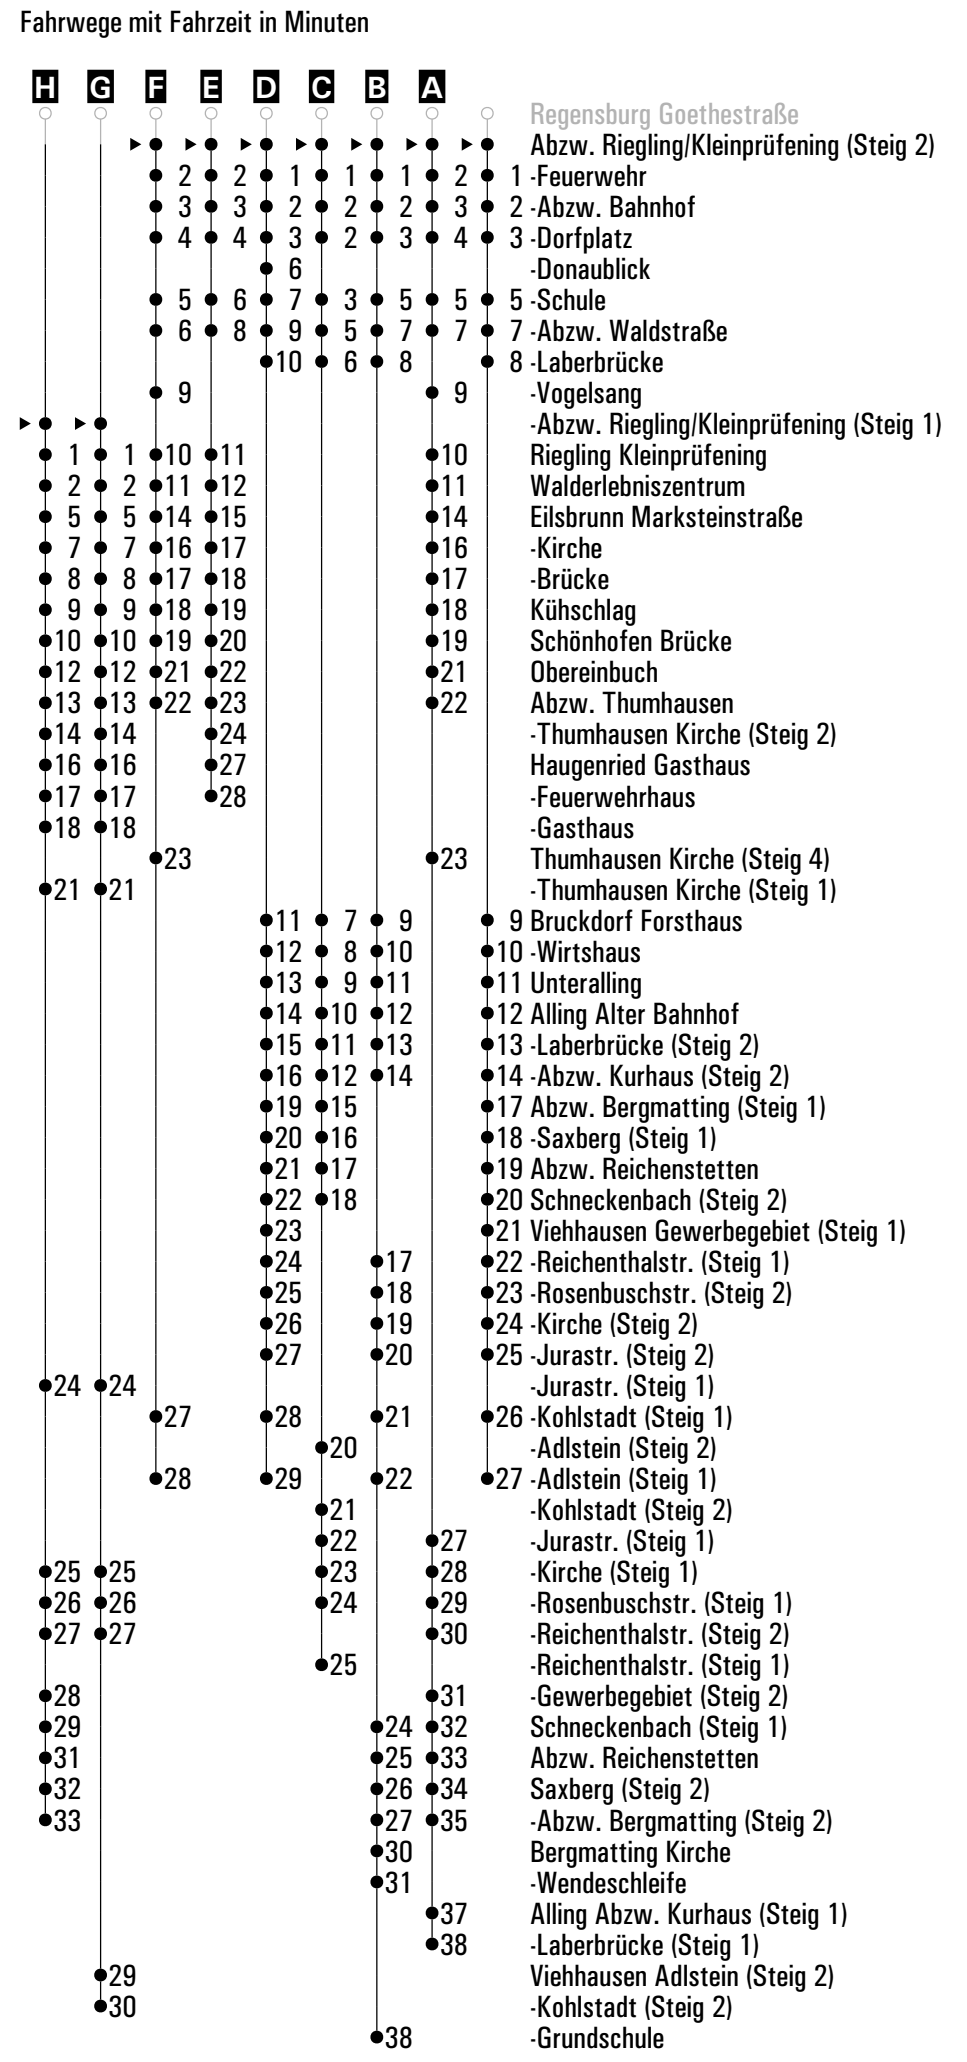 Fahrwege mit Fahrzeit in Minuten
H G F E D C B A
Regensburg Goethestraße
Abzw. Riegling/Kleinprüfening (Steig 2)
2 2 1 1 1 2 1 -Feuerwehr
3 3 2 2 2 3 2 -Abzw. Bahnhof
4 4 3 2 3 4 3 -Dorfplatz
6 -Donaublick
5 6 7 3 5 5 5 -Schule
6 8 9 5 7 7 7 -Abzw. Waldstraße
10 6 8 8 -Laberbrücke
9 9 -Vogelsang
-Abzw. Riegling/Kleinprüfening (Steig 1)
1 1 10 11 10 Riegling Kleinprüfening
2 2 11 12 11 Walderlebniszentrum
5 5 14 15 14 Eilsbrunn Marksteinstraße
7 7 16 17 16 -Kirche
8 8 17 18 17 -Brücke
9 9 18 19 18 Kühschlag
10 10 19 20 19 Schönhofen Brücke
12 12 21 22 21 Obereinbuch
13 13 22 23 22 Abzw. Thumhausen
14 14 24 -Thumhausen Kirche (Steig 2)
16 16 27 Haugenried Gasthaus
17 17 28 -Feuerwehrhaus
18 18 -Gasthaus
23 23 Thumhausen Kirche (Steig 4)
21 21 -Thumhausen Kirche (Steig 1)
11 7 9 9 Bruckdorf Forsthaus
12 8 10 10 -Wirtshaus
13 9 11 11 Unteralling
14 10 12 12 Alling Alter Bahnhof
15 11 13 13 -Laberbrücke (Steig 2)
16 12 14 14 -Abzw. Kurhaus (Steig 2)
19 15 17 Abzw. Bergmatting (Steig 1)
20 16 18 -Saxberg (Steig 1)
21 17 19 Abzw. Reichenstetten
22 18 20 Schneckenbach (Steig 2)
23 21 Viehhausen Gewerbegebiet (Steig 1)
24 17 22 -Reichenthalstr. (Steig 1)
25 18 23 -Rosenbuschstr. (Steig 2)
26 19 24 -Kirche (Steig 2)
27 20 25 -Jurastr. (Steig 2)
24 24 -Jurastr. (Steig 1)
27 28 21 26 -Kohlstadt (Steig 1)
20 -Adlstein (Steig 2)
28 29 22 27 -Adlstein (Steig 1)
21 -Kohlstadt (Steig 2)
22 27 -Jurastr. (Steig 1)
25 25 23 28 -Kirche (Steig 1)
26 26 24 29 -Rosenbuschstr. (Steig 1)
27 27 30 -Reichenthalstr. (Steig 2)
25 -Reichenthalstr. (Steig 1)
28 31 -Gewerbegebiet (Steig 2)
29 24 32 Schneckenbach (Steig 1)
31 25 33 Abzw. Reichenstetten
32 26 34 Saxberg (Steig 2)
33 27 35 -Abzw. Bergmatting (Steig 2)
30 Bergmatting Kirche
31 -Wendeschleife
37 Alling Abzw. Kurhaus (Steig 1)
38 -Laberbrücke (Steig 1)
29 Viehhausen Adlstein (Steig 2)
30 -Kohlstadt (Steig 2)
38 -Grundschule